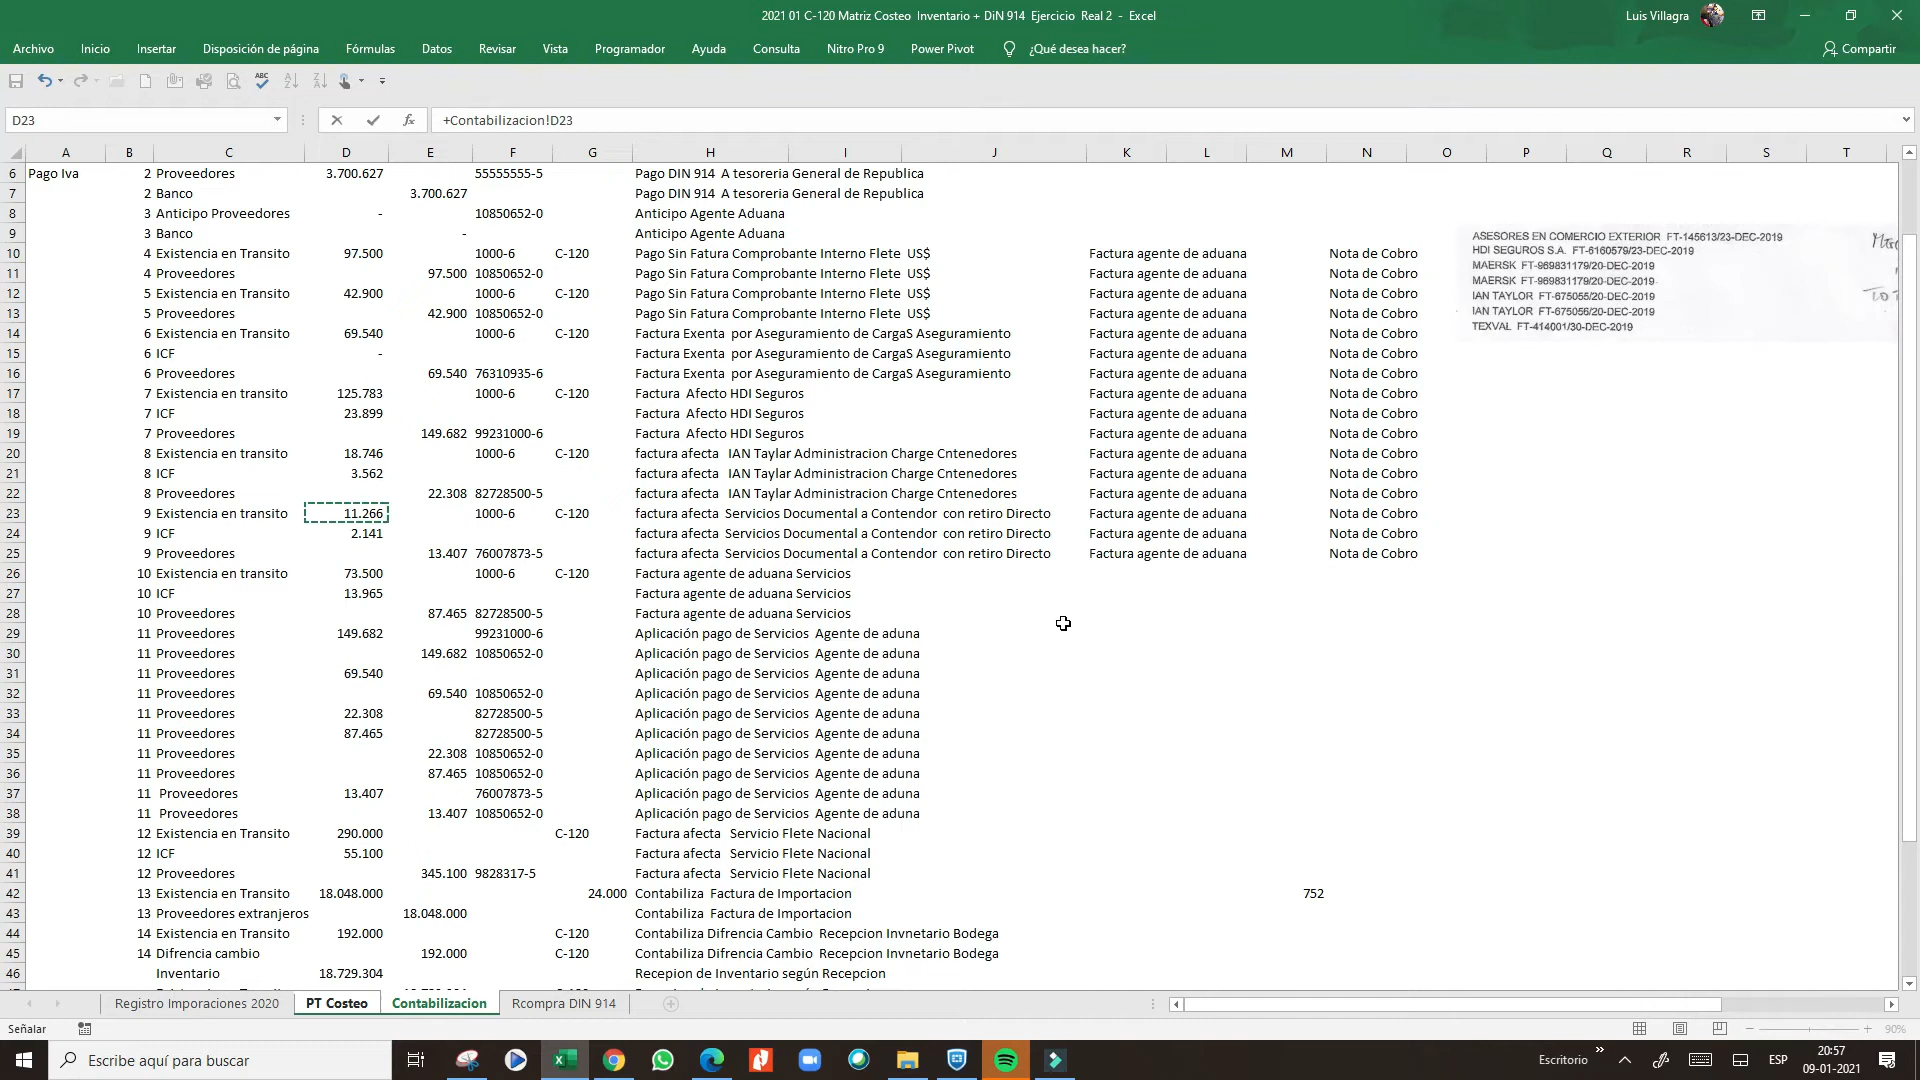 2021 01 C-120 Matriz Costeo Inventario + DiN 914 Ejercicio Real 2 - Excel
Luis Villagra
Archivo Inicio Insertar Disposición de página Fórmulas Datos Revisar Vista Programador Ayuda Consulta Nitro Pro 9 Power Pivot ¿Qué desea hacer? Compartir
D23 fx +Contabilizacion!D23
A B C D E F G H I J K L M N O P Q R S T
6 Pago Iva 2 Proveedores 3.700.627 55555555-5 Pago DIN 914 A tesoreria General de Republica
7 2 Banco 3.700.627 Pago DIN 914 A tesoreria General de Republica
8 3 Anticipo Proveedores - 10850652-0 Anticipo Agente Aduana
9 3 Banco - Anticipo Agente Aduana
10 4 Existencia en Transito 97.500 1000-6 C-120 Pago Sin Fatura Comprobante Interno Flete US$ Factura agente de aduana Nota de Cobro
11 4 Proveedores 97.500 10850652-0 Pago Sin Fatura Comprobante Interno Flete US$ Factura agente de aduana Nota de Cobro
12 5 Existencia en Transito 42.900 1000-6 C-120 Pago Sin Fatura Comprobante Interno Flete US$ Factura agente de aduana Nota de Cobro
13 5 Proveedores 42.900 10850652-0 Pago Sin Fatura Comprobante Interno Flete US$ Factura agente de aduana Nota de Cobro
14 6 Existencia en Transito 69.540 1000-6 C-120 Factura Exenta por Aseguramiento de CargaS Aseguramiento Factura agente de aduana Nota de Cobro
15 6 ICF - Factura Exenta por Aseguramiento de CargaS Aseguramiento Factura agente de aduana Nota de Cobro
16 6 Proveedores 69.540 76310935-6 Factura Exenta por Aseguramiento de CargaS Aseguramiento Factura agente de aduana Nota de Cobro
17 7 Existencia en transito 125.783 1000-6 C-120 Factura Afecto HDI Seguros Factura agente de aduana Nota de Cobro
18 7 ICF 23.899 Factura Afecto HDI Seguros Factura agente de aduana Nota de Cobro
19 7 Proveedores 149.682 99231000-6 Factura Afecto HDI Seguros Factura agente de aduana Nota de Cobro
20 8 Existencia en transito 18.746 1000-6 C-120 factura afecta IAN Taylar Administracion Charge Cntenedores Factura agente de aduana Nota de Cobro
21 8 ICF 3.562 factura afecta IAN Taylar Administracion Charge Cntenedores Factura agente de aduana Nota de Cobro
22 8 Proveedores 22.308 82728500-5 factura afecta IAN Taylar Administracion Charge Cntenedores Factura agente de aduana Nota de Cobro
23 9 Existencia en transito 11.266 1000-6 C-120 factura afecta Servicios Documental a Contendor con retiro Directo Factura agente de aduana Nota de Cobro
24 9 ICF 2.141 factura afecta Servicios Documental a Contendor con retiro Directo Factura agente de aduana Nota de Cobro
25 9 Proveedores 13.407 76007873-5 factura afecta Servicios Documental a Contendor con retiro Directo Factura agente de aduana Nota de Cobro
26 10 Existencia en transito 73.500 1000-6 C-120 Factura agente de aduana Servicios
27 10 ICF 13.965 Factura agente de aduana Servicios
28 10 Proveedores 87.465 82728500-5 Factura agente de aduana Servicios
29 11 Proveedores 149.682 99231000-6 Aplicación pago de Servicios Agente de aduna
30 11 Proveedores 149.682 10850652-0 Aplicación pago de Servicios Agente de aduna
31 11 Proveedores 69.540 Aplicación pago de Servicios Agente de aduna
32 11 Proveedores 69.540 10850652-0 Aplicación pago de Servicios Agente de aduna
33 11 Proveedores 22.308 82728500-5 Aplicación pago de Servicios Agente de aduna
34 11 Proveedores 87.465 82728500-5 Aplicación pago de Servicios Agente de aduna
35 11 Proveedores 22.308 10850652-0 Aplicación pago de Servicios Agente de aduna
36 11 Proveedores 87.465 10850652-0 Aplicación pago de Servicios Agente de aduna
37 11 Proveedores 13.407 76007873-5 Aplicación pago de Servicios Agente de aduna
38 11 Proveedores 13.407 10850652-0 Aplicación pago de Servicios Agente de aduna
39 12 Existencia en Transito 290.000 C-120 Factura afecta Servicio Flete Nacional
40 12 ICF 55.100 Factura afecta Servicio Flete Nacional
41 12 Proveedores 345.100 9828317-5 Factura afecta Servicio Flete Nacional
42 13 Existencia en Transito 18.048.000 24.000 Contabiliza Factura de Importacion 752
43 13 Proveedores extranjeros 18.048.000 Contabiliza Factura de Importacion
44 14 Existencia en Transito 192.000 C-120 Contabiliza Difrencia Cambio Recepcion Invnetario Bodega
45 14 Difrencia cambio 192.000 C-120 Contabiliza Difrencia Cambio Recepcion Invnetario Bodega
46 Inventario 18.729.304 Recepion de Inventario según Recepcion
ASESORES EN COMERCIO EXTERIOR FT-145613/23-DEC-2019
HDI SEGUROS S.A. FT-6160579/23-DEC-2019
MAERSK FT-969831179/20-DEC-2019
MAERSK FT-969831179/20-DEC-2019
IAN TAYLOR FT-675055/20-DEC-2019
IAN TAYLOR FT-675056/20-DEC-2019
TEXVAL FT-414001/30-DEC-2019
Registro Imporaciones 2020 PT Costeo Contabilizacion Rcompra DIN 914
Señalar 90%
Escribe aquí para buscar
Escritorio ESP 20:57
09-01-2021